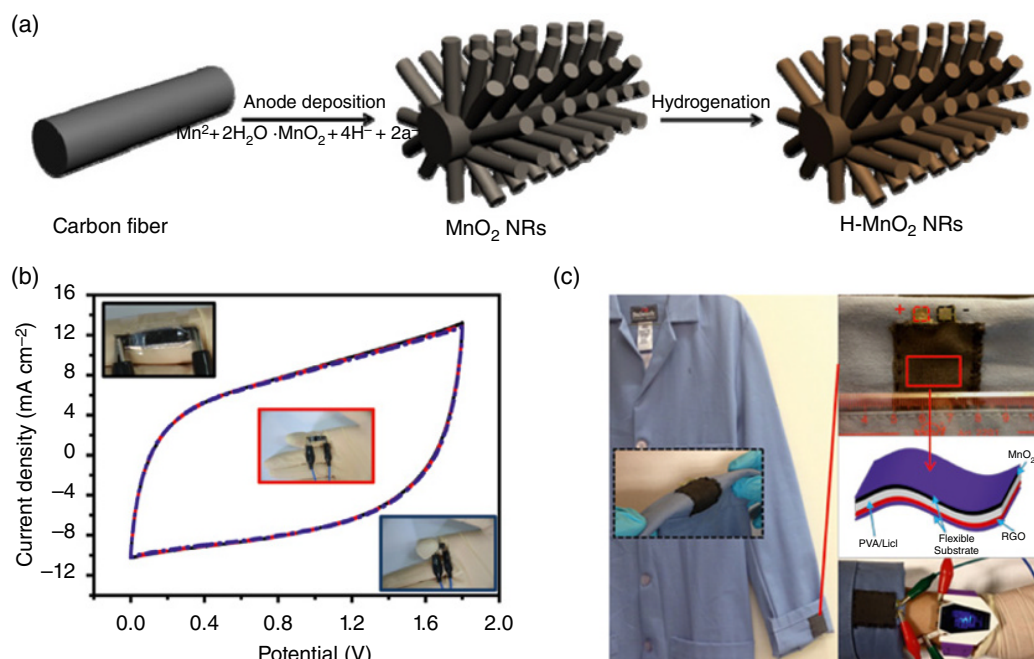 (a)
Anode deposition
Mn²+2H₂O ·MnO₂+4H⁻ + 2a⁻
Hydrogenation
Carbon fiber
MnO₂ NRs
H-MnO₂ NRs
(b)
16
12
8
4
0
−4
−8
−12
Current density (mA cm⁻²)
0.0
0.4
0.8
1.2
1.6
2.0
Potential (V)
(c)
+
-
MnO₂
PVA/Licl
Flexible
Substrate
RGO